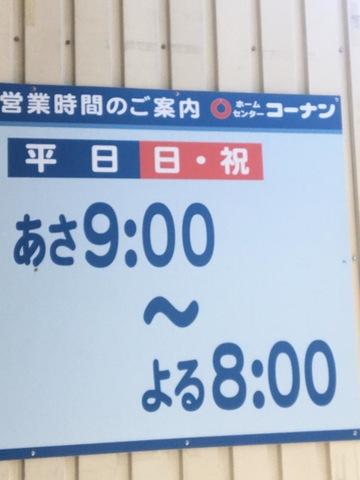 営業時間のご案内 ホームセンター コーナン
平日 日・祝
あさ9:00
～
よる8:00